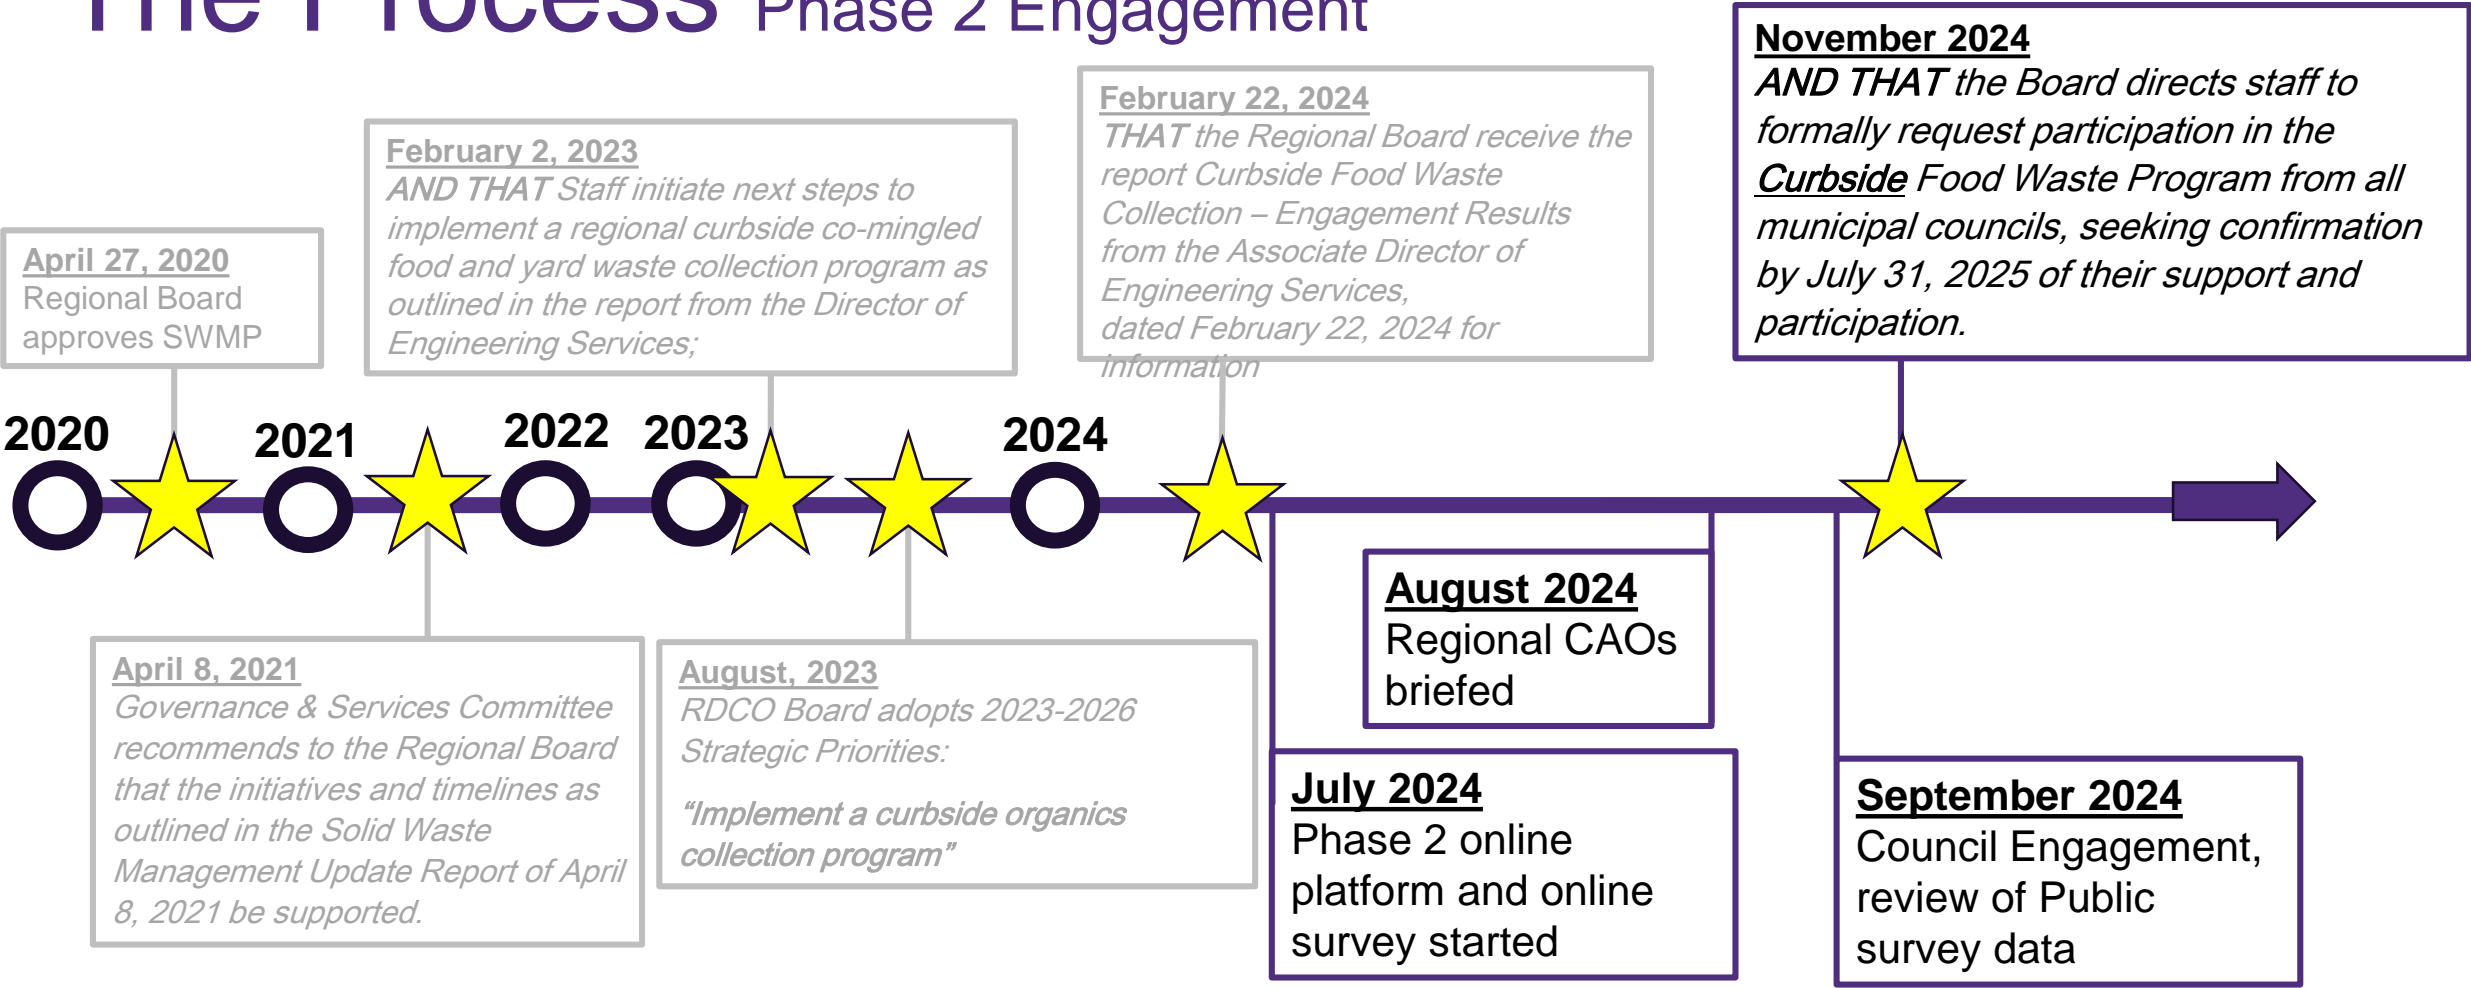 The Process Phase 2 Engagement
April 27, 2020
Regional Board
approves SWMP
February 2, 2023
AND THAT Staff initiate next steps to
implement a regional curbside co-mingled
food and yard waste collection program as
outlined in the report from the Director of
Engineering Services;
February 22, 2024
THAT the Regional Board receive the
report Curbside Food Waste
Collection – Engagement Results
from the Associate Director of
Engineering Services,
dated February 22, 2024 for
information
November 2024
AND THAT the Board directs staff to
formally request participation in the
Curbside Food Waste Program from all
municipal councils, seeking confirmation
by July 31, 2025 of their support and
participation.
2020
2021
2022
2023
2024
April 8, 2021
Governance & Services Committee
recommends to the Regional Board
that the initiatives and timelines as
outlined in the Solid Waste
Management Update Report of April
8, 2021 be supported.
August, 2023
RDCO Board adopts 2023-2026
Strategic Priorities:
“Implement a curbside organics
collection program”
July 2024
Phase 2 online
platform and online
survey started
August 2024
Regional CAOs
briefed
September 2024
Council Engagement,
review of Public
survey data